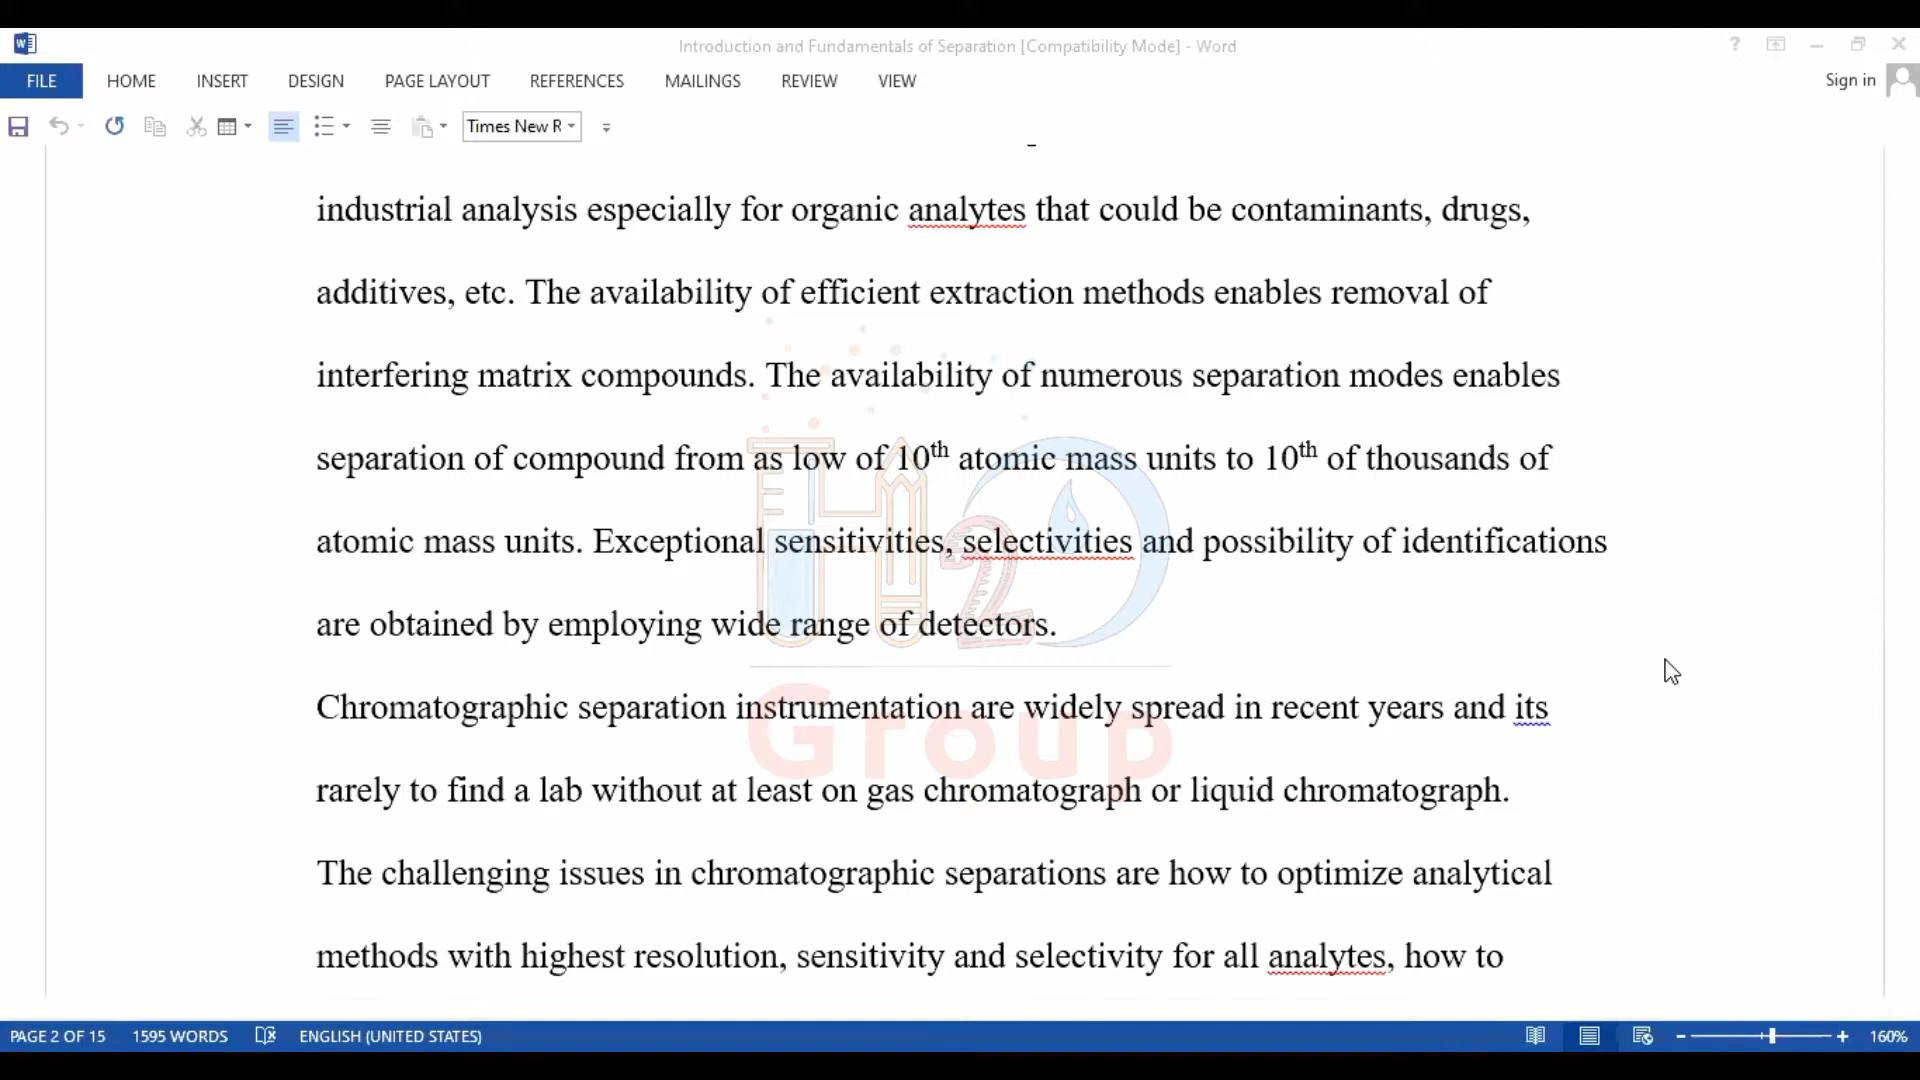 Introduction and Fundamentals of Separation [Compatibility Mode] - Word
FILE HOME INSERT DESIGN PAGE LAYOUT REFERENCES MAILINGS REVIEW VIEW Sign in
Times New R
industrial analysis especially for organic analytes that could be contaminants, drugs,
additives, etc. The availability of efficient extraction methods enables removal of
interfering matrix compounds. The availability of numerous separation modes enables
separation of compound from as low of 10th atomic mass units to 10th of thousands of
atomic mass units. Exceptional sensitivities, selectivities and possibility of identifications
are obtained by employing wide range of detectors.
H2O
Group
Chromatographic separation instrumentation are widely spread in recent years and its
rarely to find a lab without at least on gas chromatograph or liquid chromatograph.
The challenging issues in chromatographic separations are how to optimize analytical
methods with highest resolution, sensitivity and selectivity for all analytes, how to
PAGE 2 OF 15 1595 WORDS ENGLISH (UNITED STATES) 160%